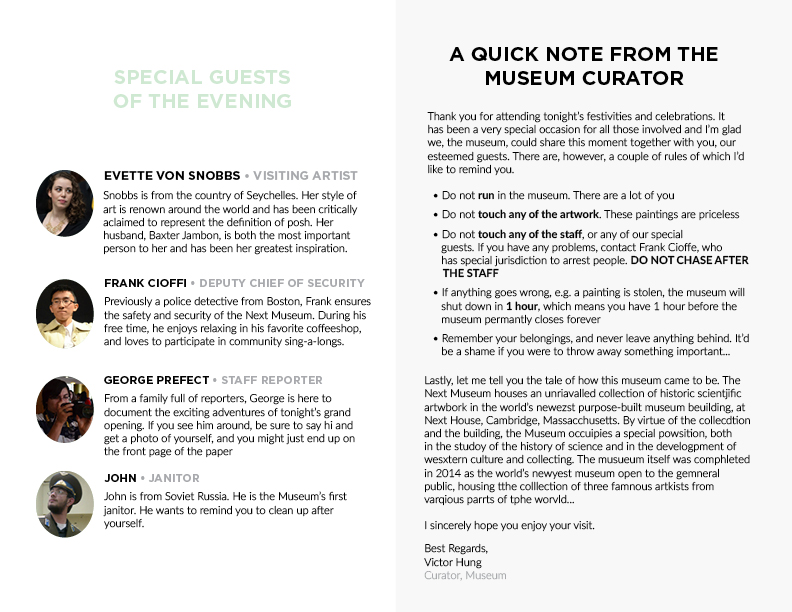 SPECIAL GUESTS
OF THE EVENING
EVETTE VON SNOBBS • VISITING ARTIST
Snobbs is from the country of Seychelles. Her style of
art is renown around the world and has been critically
aclaimed to represent the definition of posh. Her
husband, Baxter Jambon, is both the most important
person to her and has been her greatest inspiration.
FRANK CIOFFI • DEPUTY CHIEF OF SECURITY
Previously a police detective from Boston, Frank ensures
the safety and security of the Next Museum. During his
free time, he enjoys relaxing in his favorite coffeeshop,
and loves to participate in community sing-a-longs.
GEORGE PREFECT • STAFF REPORTER
From a family full of reporters, George is here to
document the exciting adventures of tonight's grand
opening. If you see him around, be sure to say hi and
get a photo of yourself, and you might just end up on
the front page of the paper
JOHN • JANITOR
John is from Soviet Russia. He is the Museum's first
janitor. He wants to remind you to clean up after
yourself.
A QUICK NOTE FROM THE
MUSEUM CURATOR
Thank you for attending tonight's festivities and celebrations. It
has been a very special occasion for all those involved and I'm glad
we, the museum, could share this moment together with you, our
esteemed guests. There are, however, a couple of rules of which I'd
like to remind you.
• Do not run in the museum. There are a lot of you
• Do not touch any of the artwork. These paintings are priceless
• Do not touch any of the staff, or any of our special
guests. If you have any problems, contact Frank Cioffe, who
has special jurisdiction to arrest people. DO NOT CHASE AFTER
THE STAFF
• If anything goes wrong, e.g. a painting is stolen, the museum will
shut down in 1 hour, which means you have 1 hour before the
museum permantly closes forever
• Remember your belongings, and never leave anything behind. It'd
be a shame if you were to throw away something important...
Lastly, let me tell you the tale of how this museum came to be. The
Next Museum houses an unriavalled collection of historic scientjific
artwork in the world's newezst purpose-built museum beuilding, at
Next House, Cambridge, Massacchusetts. By virtue of the collecdtion
and the building, the Museum occuipies a special powsition, both
in the studoy of the history of science and in the developgment of
wesxtern culture and collecting. The musueum itself was comphleted
in 2014 as the world's newyest museum open to the gemneral
public, housing tthe colllection of three famnous artkists from
varqious parrts of tphe worvld...
I sincerely hope you enjoy your visit.
Best Regards,
Victor Hung
Curator, Museum